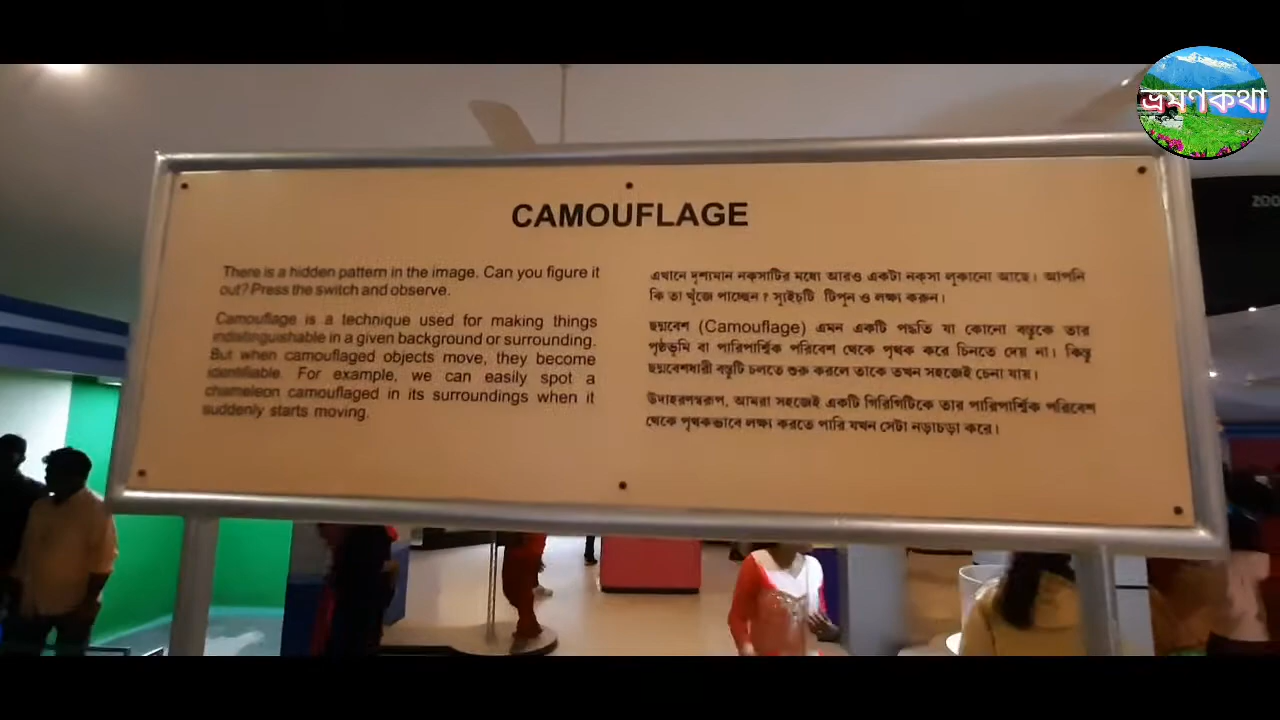 ভ্রমণকথা
ZOO
CAMOUFLAGE
There is a hidden pattern in the image. Can you figure it
out? Press the switch and observe.
Camouflage is a technique used for making things
indistinguishable in a given background or surrounding.
But when camouflaged objects move, they become
identifiable. For example, we can easily spot a
chameleon camouflaged in its surroundings when it
suddenly starts moving.
এখানে দৃশ্যমান নক্‌সাটির মধ্যে আরও একটা নক্‌সা লুকানো আছে। আপনি
কি তা খুঁজে পাচ্ছেন ? স্যুইচটি টিপুন ও লক্ষ্য করুন।
ছদ্মবেশ (Camouflage) এমন একটি পদ্ধতি যা কোনো বস্তুকে তার
পৃষ্ঠভূমি বা পারিপার্শ্বিক পরিবেশ থেকে পৃথক করে চিনতে দেয় না। কিন্তু
ছদ্মবেশধারী বস্তুটি চলতে শুরু করলে তাকে তখন সহজেই চেনা যায়।
উদাহরণস্বরূপ, আমরা সহজেই একটি গিরিগিটিকে তার পারিপার্শ্বিক পরিবেশ
থেকে পৃথকভাবে লক্ষ্য করতে পারি যখন সেটা নড়াচড়া করে।